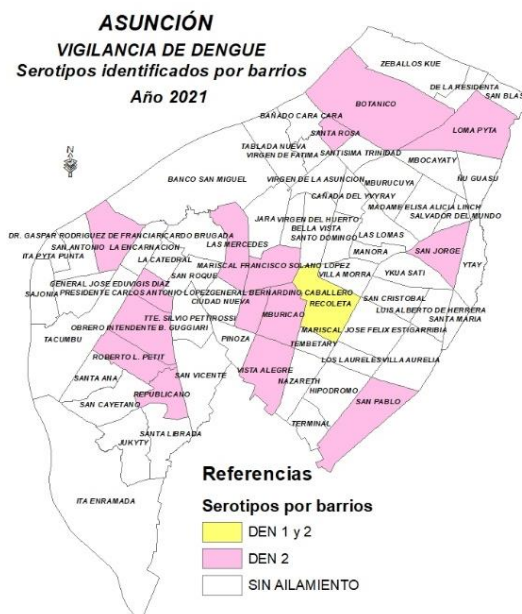 ASUNCIÓN
VIGILANCIA DE DENGUE
Serotipos identificados por barrios
Año 2021
ZEBALLOS KUE
DE LA RESIDENTA
SAN BLAS
BOTANICO
BAÑADO CARA CARA
LOMA PYTA
SANTA ROSA
TABLADA NUEVA
VIRGEN DE FATIMA
SANTISIMA TRINIDAD
MBOCAYATY
BANCO SAN MIGUEL
VIRGEN DE LA ASUNCION
MBURUCUYA
ÑU GUASU
CAÑADA DEL YVYRAY
MADAME ELISA ALICIA LINCH
JARA
VIRGEN DEL HUERTO
SALVADOR DEL MUNDO
DR. GASPAR RODRIGUEZ DE FRANCIA
RICARDO BRUGADA
BELLA VISTA
LAS LOMAS
SANTO DOMINGO
SAN ANTONIO
LA ENCARNACION
LAS MERCEDES
MANORA
SAN JORGE
ITA PYTA PUNTA
LA CATEDRAL
MARISCAL FRANCISCO SOLANO LOPEZ
YTAY
SAN ROQUE
VILLA MORRA
YKUA SATI
GENERAL JOSE EDUVIGIS DIAZ
SAJONIA
PRESIDENTE CARLOS ANTONIO LOPEZ
GENERAL BERNARDINO CABALLERO
CIUDAD NUEVA
RECOLETA
SAN CRISTOBAL
LUIS ALBERTO DE HERRERA
MBURICAO
SANTA MARIA
TTE. SILVIO PETTIROSSI
OBRERO INTENDENTE B. GUGGIARI
MARISCAL JOSE FELIX ESTIGARRIBIA
TACUMBU
PINOZA
TEMBETARY
ROBERTO L. PETIT
LOS LAURELES
VILLA AURELIA
VISTA ALEGRE
SANTA ANA
SAN VICENTE
NAZARETH
HIPODROMO
REPUBLICANO
SAN CAYETANO
SAN PABLO
TERMINAL
SANTA LIBRADA
JUKYTY
ITA ENRAMADA
Referencias
Serotipos por barrios
DEN 1 y 2
DEN 2
SIN AILAMIENTO